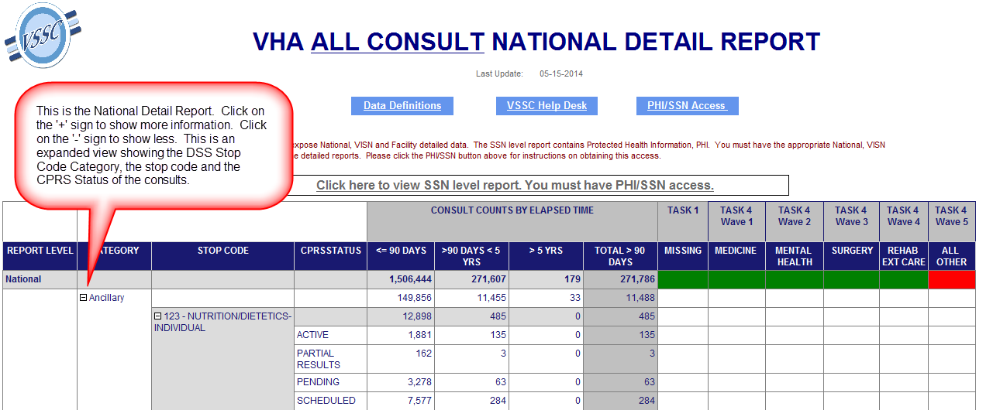 VSSC
VHA ALL CONSULT NATIONAL DETAIL REPORT
Last Update: 05-15-2014
Data Definitions VSSC Help Desk PHI/SSN Access
This is the National Detail Report. Click on
the '+' sign to show more information. Click
on the '-' sign to show less. This is an
expanded view showing the DSS Stop
Code Category, the stop code and the
CPRS Status of the consults.
expose National, VISN and Facility detailed data. The SSN level report contains Protected Health Information, PHI. You must have the appropriate National, VISN
detailed reports. Please click the PHI/SSN button above for instructions on obtaining this access.
Click here to view SSN level report. You must have PHI/SSN access.
CONSULT COUNTS BY ELAPSED TIME TASK 1 TASK 4 TASK 4 TASK 4 TASK 4 TASK 4
Wave 1 Wave 2 Wave 3 Wave 4 Wave 5
REPORT LEVEL STOP CODE CPRSSTATUS <= 90 DAYS >90 DAYS < 5 > 5 YRS TOTAL > 90 MISSING MEDICINE MENTAL SURGERY REHAB ALL
YRS DAYS HEALTH EXT CARE OTHER
National 1,506,444 271,607 179 271,786
Ancillary 149,856 11,455 33 11,488
123 - NUTRITION/DIETETICS- 12,898 485 0 485
INDIVIDUAL
ACTIVE 1,881 135 0 135
PARTIAL 162 3 0 3
RESULTS
PENDING 3,278 63 0 63
SCHEDULED 7,577 284 0 284